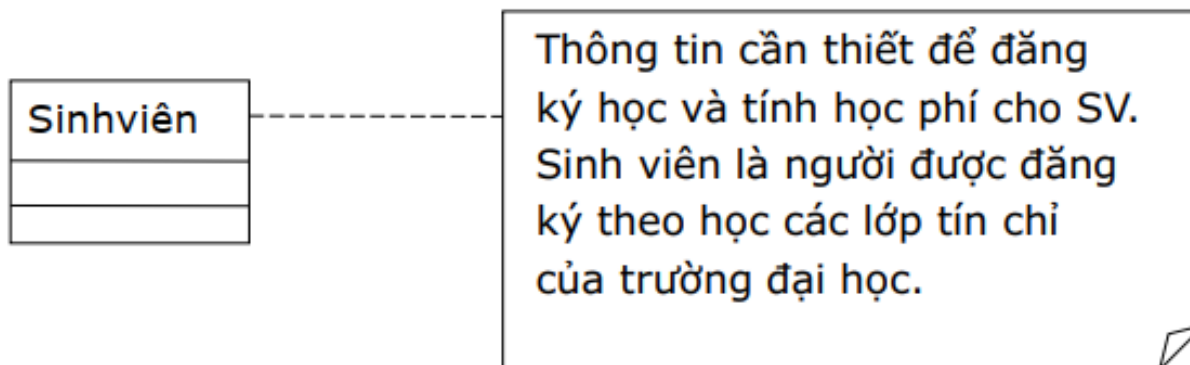 Sinhviên
Thông tin cần thiết để đăng
ký học và tính học phí cho SV.
Sinh viên là người được đăng
ký theo học các lớp tín chỉ
của trường đại học.